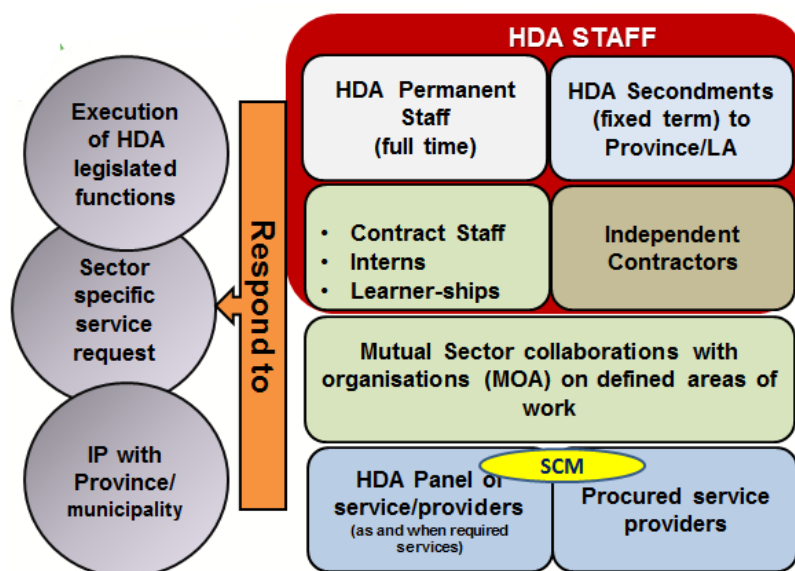 HDA STAFF
Execution
of HDA
legislated
functions
Sector
specific
service
request
IP with
Province/
municipality
Respond to
HDA Permanent
Staff
(full time)
HDA Secondments
(fixed term) to
Province/LA
• Contract Staff
• Interns
• Learner-ships
Independent
Contractors
Mutual Sector collaborations with
organisations (MOA) on defined areas of
work
SCM
HDA Panel of
service/providers
(as and when required
services)
Procured service
providers